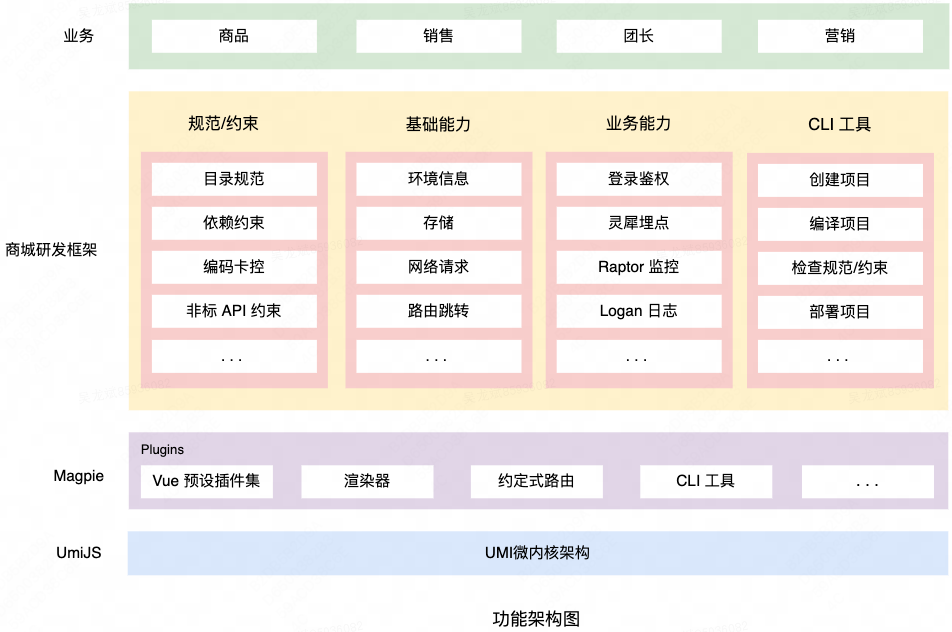 业务
商品 销售 团长 营销
规范/约束 基础能力 业务能力 CLI 工具
目录规范 环境信息 登录鉴权 创建项目
依赖约束 存储 灵犀埋点 编译项目
商城研发框架
编码卡控 网络请求 Raptor 监控 检查规范/约束
非标 API 约束 路由跳转 Logan 日志 部署项目
... ... ... ...
Plugins
Magpie
Vue 预设插件集 渲染器 约定式路由 CLI 工具 ...
UmiJS
UMI微内核架构
功能架构图